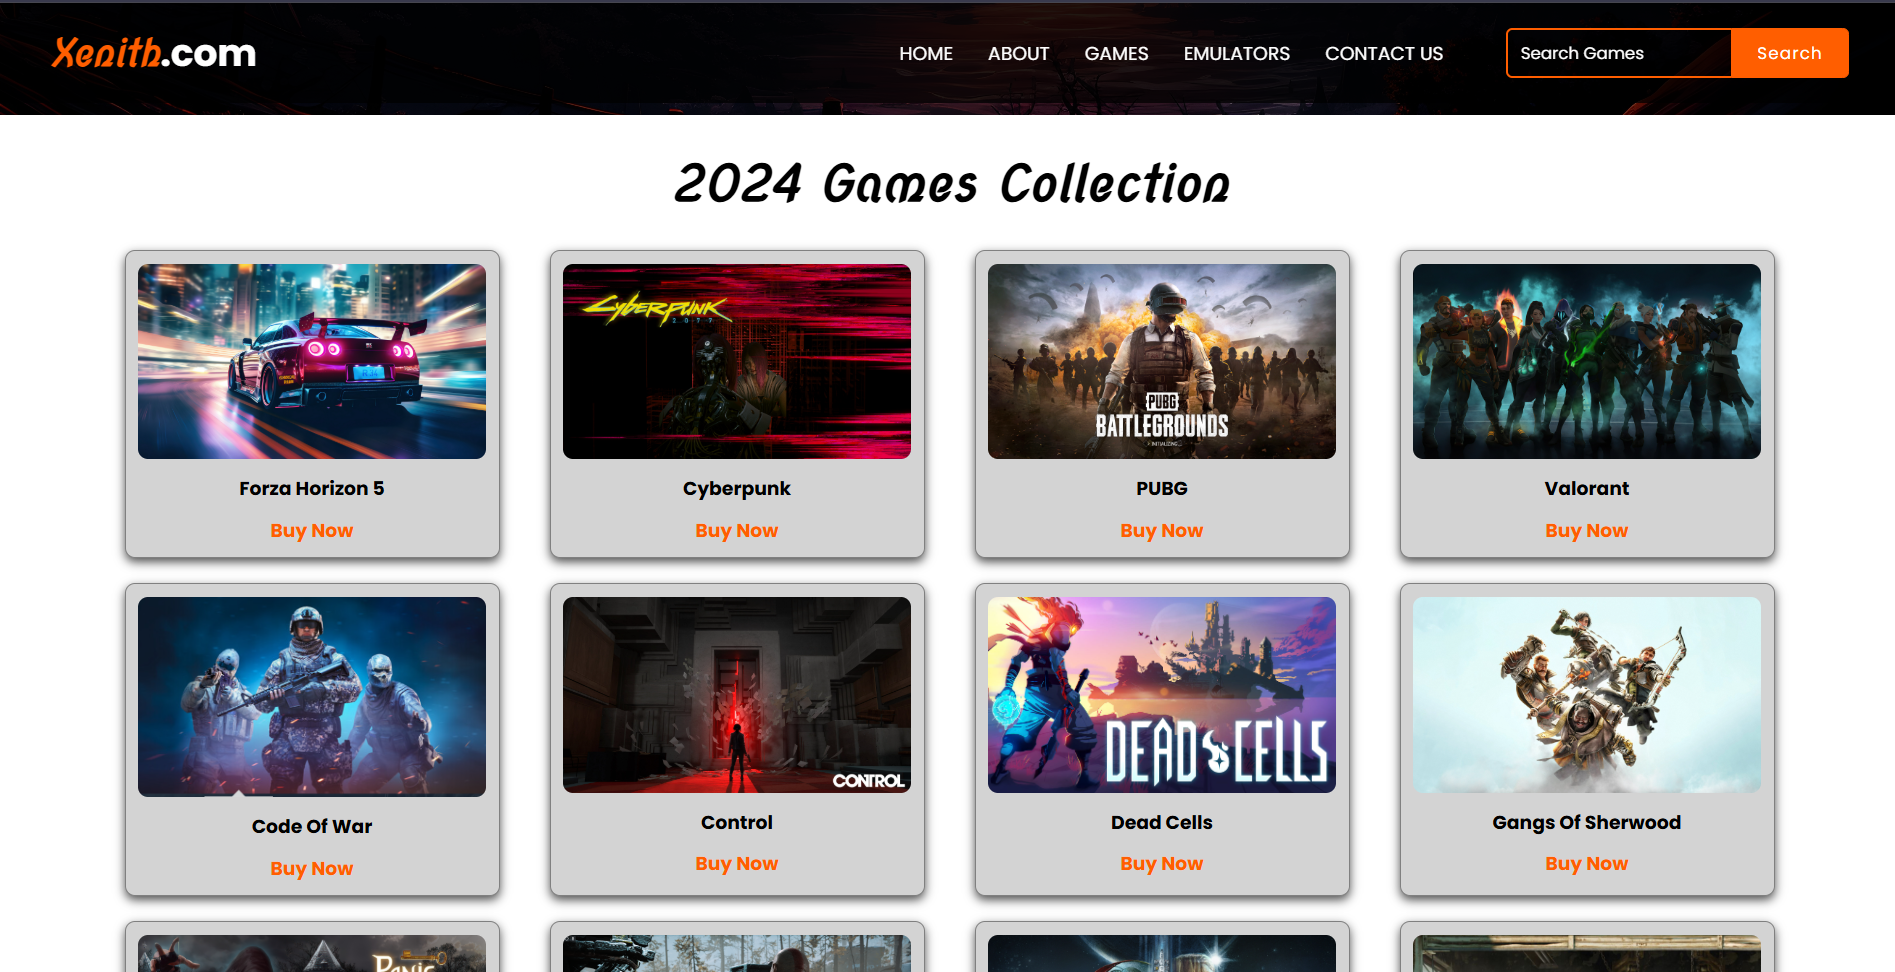 Xenith.com
HOME ABOUT GAMES EMULATORS CONTACT US
Search Games Search
2024 Games Collection
CYBERPUNK
2077
PUBG
BATTLEGROUNDS
Forza Horizon 5
Buy Now
Cyberpunk
Buy Now
PUBG
Buy Now
Valorant
Buy Now
CONTROL
DEAD CELLS
Code Of War
Buy Now
Control
Buy Now
Dead Cells
Buy Now
Gangs Of Sherwood
Buy Now
PANIC